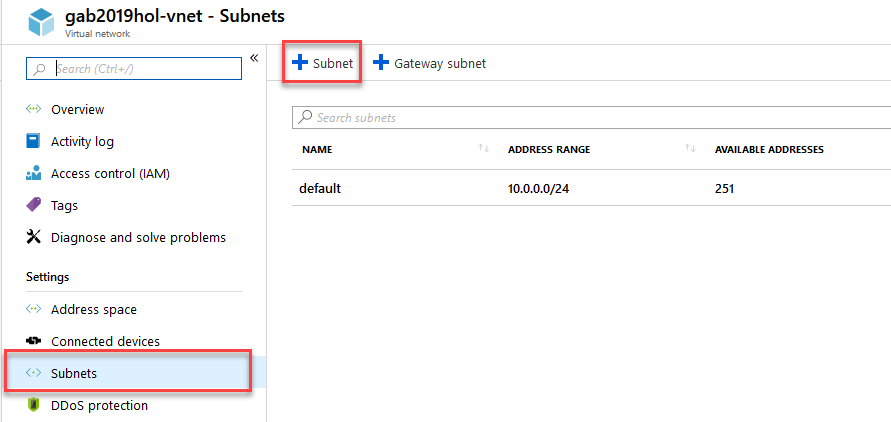 gab2019hol-vnet - Subnets
Virtual network
Search (Ctrl+/)
Overview
Activity log
Access control (IAM)
Tags
Diagnose and solve problems
Settings
Address space
Connected devices
Subnets
DDoS protection
Subnet Gateway subnet
Search subnets
NAME ADDRESS RANGE AVAILABLE ADDRESSES
default 10.0.0.0/24 251